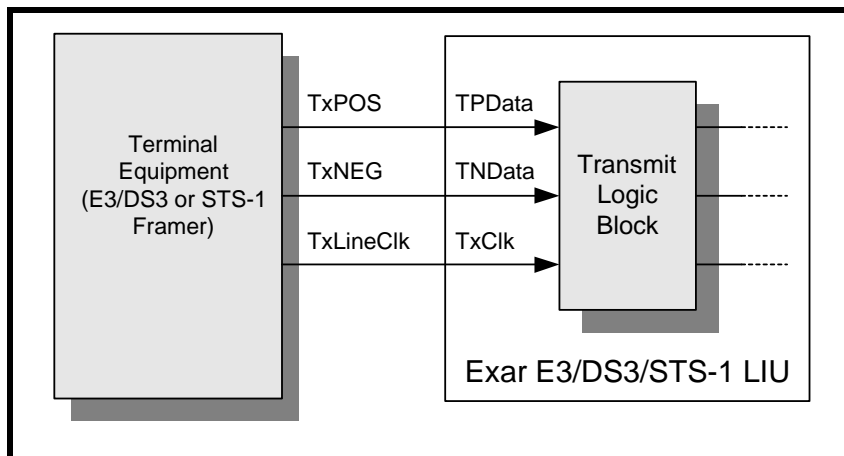 Terminal
Equipment
(E3/DS3 or STS-1
Framer)
TxPOS
TPData
TxNEG
TNData
TxLineClk
TxClk
Transmit
Logic
Block
Exar E3/DS3/STS-1 LIU